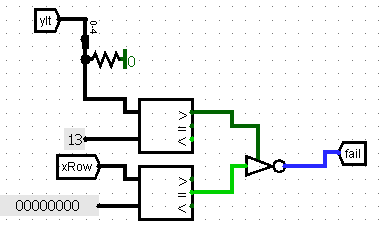 ylt
0-4
0
> = <
13
xRow
fail
> = <
00000000